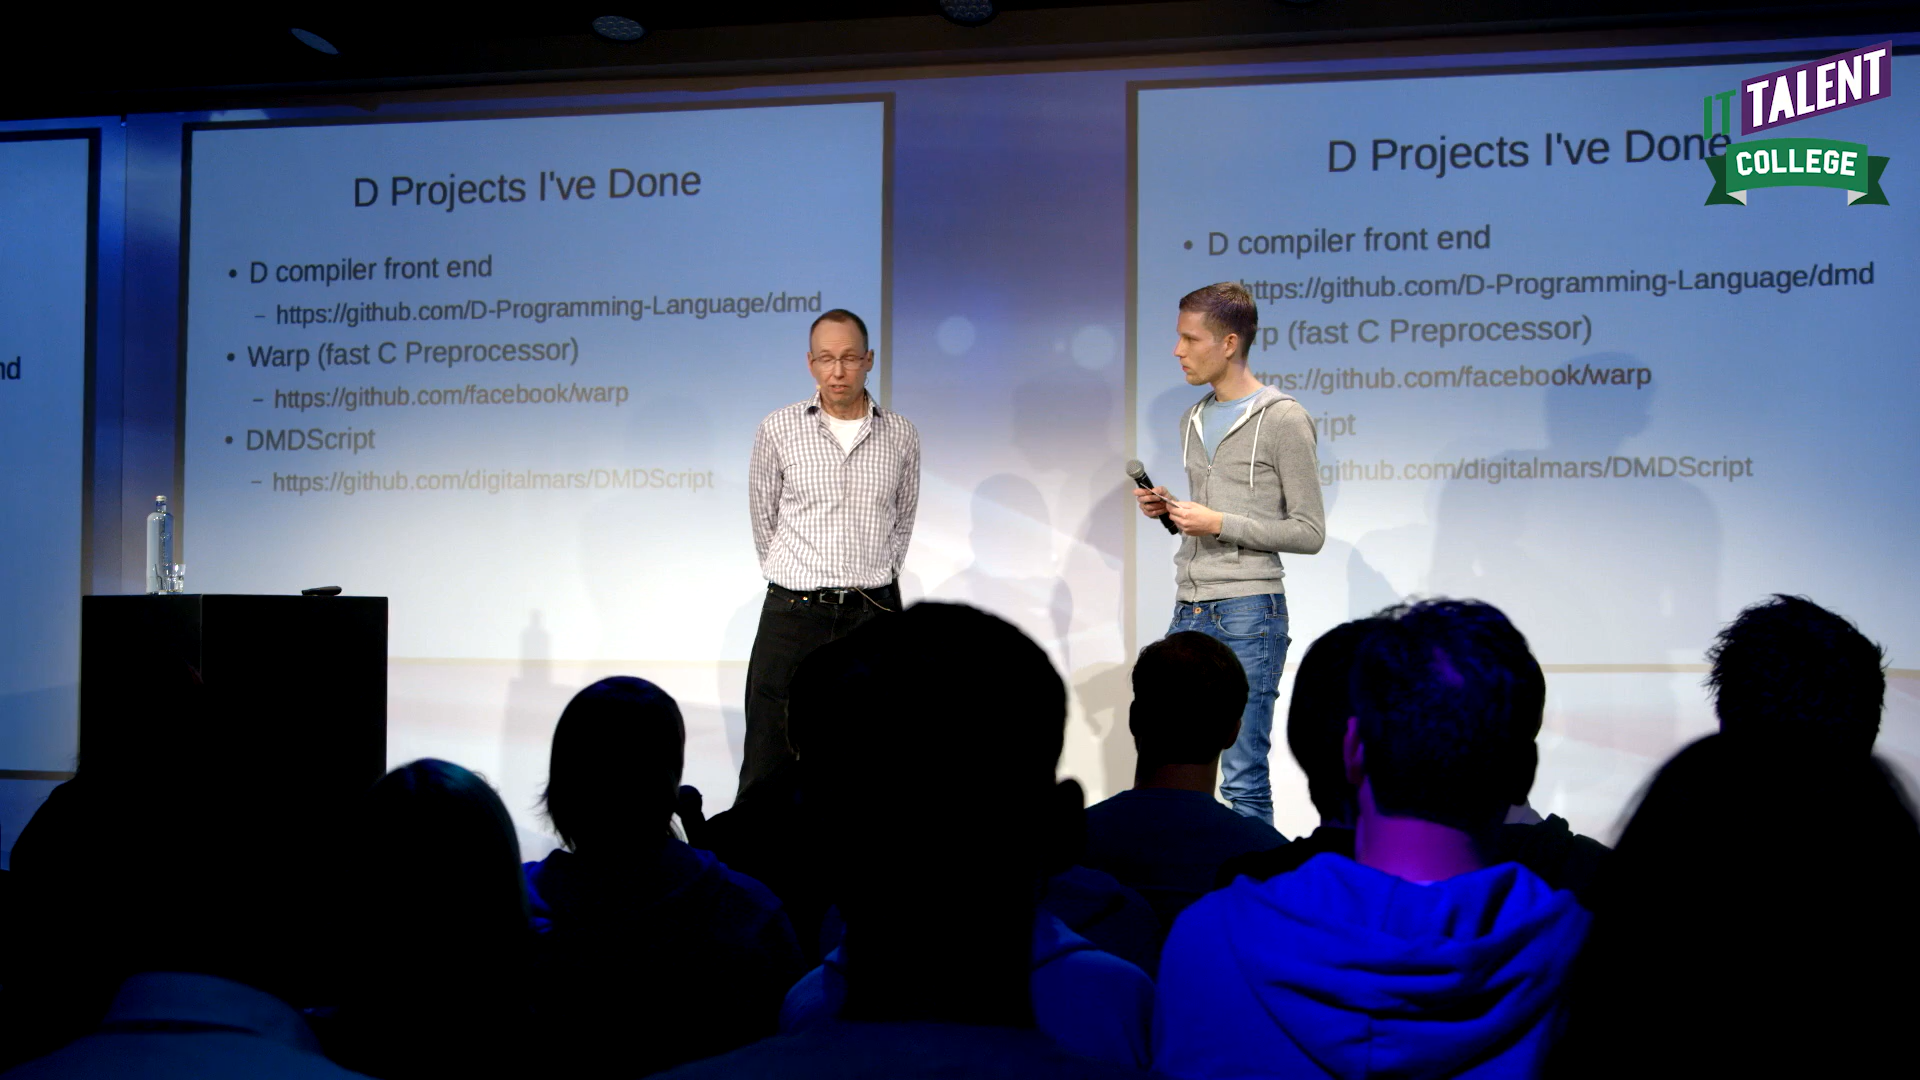 nd
D Projects I've Done
• D compiler front end
– https://github.com/D-Programming-Language/dmd
• Warp (fast C Preprocessor)
– https://github.com/facebook/warp
• DMDScript
– https://github.com/digitalmars/DMDScript
D Projects I've Done
• D compiler front end
https://github.com/D-Programming-Language/dmd
rp (fast C Preprocessor)
ttps://github.com/facebook/warp
ript
github.com/digitalmars/DMDScript
IT TALENT
COLLEGE